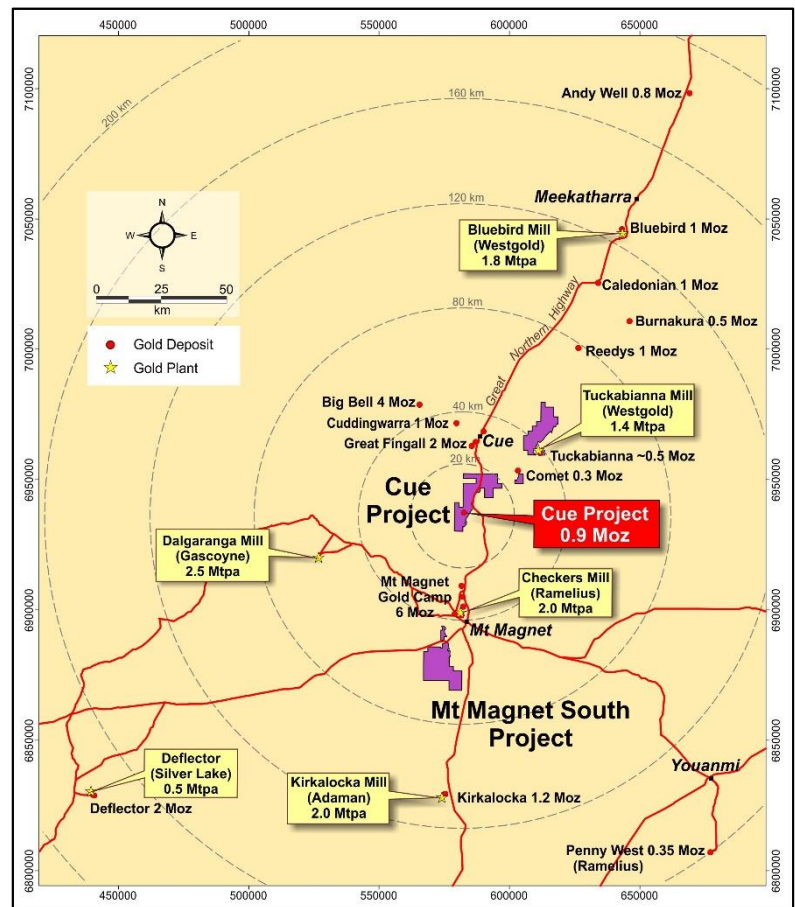 450000
500000
550000
600000
650000
7100000
7050000
7000000
6950000
6900000
6850000
6800000
200 km
160 km
120 km
80 km
40 km
20 km
N
W
E
S
0 25 50
km
Gold Deposit
Gold Plant
Andy Well 0.8 Moz
Meekatharra
Bluebird Mill
(Westgold)
1.8 Mtpa
Bluebird 1 Moz
Caledonian 1 Moz
Great Northern Highway
Burnakura 0.5 Moz
Reedys 1 Moz
Big Bell 4 Moz
Cuddingwarra 1 Moz
Great Fingall 2 Moz
Cue
Tuckabianna Mill
(Westgold)
1.4 Mtpa
Tuckabianna ~0.5 Moz
Comet 0.3 Moz
Cue
Project
Cue Project
0.9 Moz
Dalgaranga Mill
(Gascoyne)
2.5 Mtpa
Mt Magnet
Gold Camp
6 Moz
Checkers Mill
(Ramelius)
2.0 Mtpa
Mt Magnet
Mt Magnet South
Project
Deflector
(Silver Lake)
0.5 Mtpa
Deflector 2 Moz
Kirkalocka Mill
(Adaman)
2.0 Mtpa
Kirkalocka 1.2 Moz
Youanmi
Penny West 0.35 Moz
(Ramelius)
450000
500000
550000
600000
650000
7100000
7050000
7000000
6950000
6900000
6850000
6800000